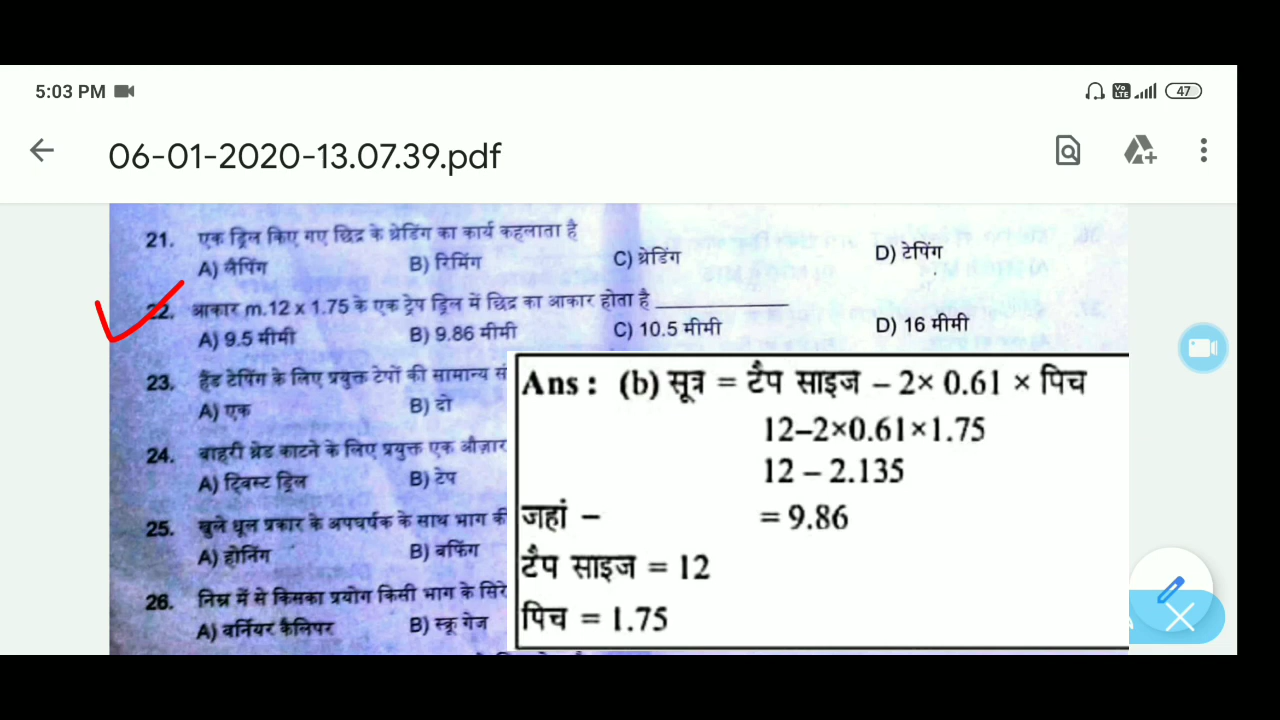 5:03 PM
Vo LTE
47
06-01-2020-13.07.39.pdf
21. एक ड्रिल किए गए छिद्र के थ्रेडिंग का कार्य कहलाता है
A) लैपिंग B) रिमिंग C) थ्रेडिंग D) टेपिंग
22. आकार m.12 x 1.75 के एक ट्रेप ड्रिल में छिद्र का आकार होता है ____________
A) 9.5 मीमी B) 9.86 मीमी C) 10.5 मीमी D) 16 मीमी
23. हैंड टेपिंग के लिए प्रयुक्त टेपों की सामान्य सं
A) एक B) दो
24. बाहरी थ्रेड काटने के लिए प्रयुक्त एक औज़ार
A) ट्विस्ट ड्रिल B) टेप
25. खुले धूल प्रकार के अपघर्षक के साथ भाग की
A) होनिंग B) बफिंग
26. निम्न में से किसका प्रयोग किसी भाग के सिरे
A) वर्नियर कैलिपर B) स्क्रू गेज
Ans : (b) सूत्र = टैप साइज – 2× 0.61 × पिच
12–2×0.61×1.75
12 – 2.135
जहां – = 9.86
टैप साइज = 12
पिच = 1.75